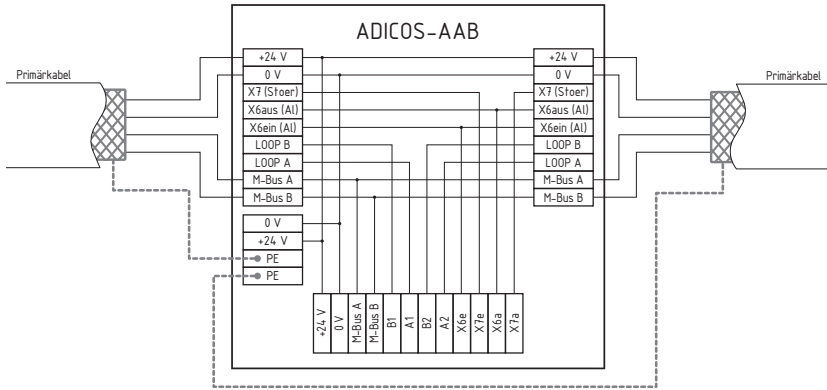 ADICOS-AAB
Primärkabel
+24 V
0 V
X7 (Stoer)
X6aus (Al)
X6ein (Al)
LOOP B
LOOP A
M-Bus A
M-Bus B
0 V
+24 V
PE
PE
+24 V
0 V
X7 (Stoer)
X6aus (Al)
X6ein (Al)
LOOP B
LOOP A
M-Bus A
M-Bus B
Primärkabel
+24 V
0 V
M-Bus A
M-Bus B
B1
A1
B2
A2
X6e
X7e
X6a
X7a